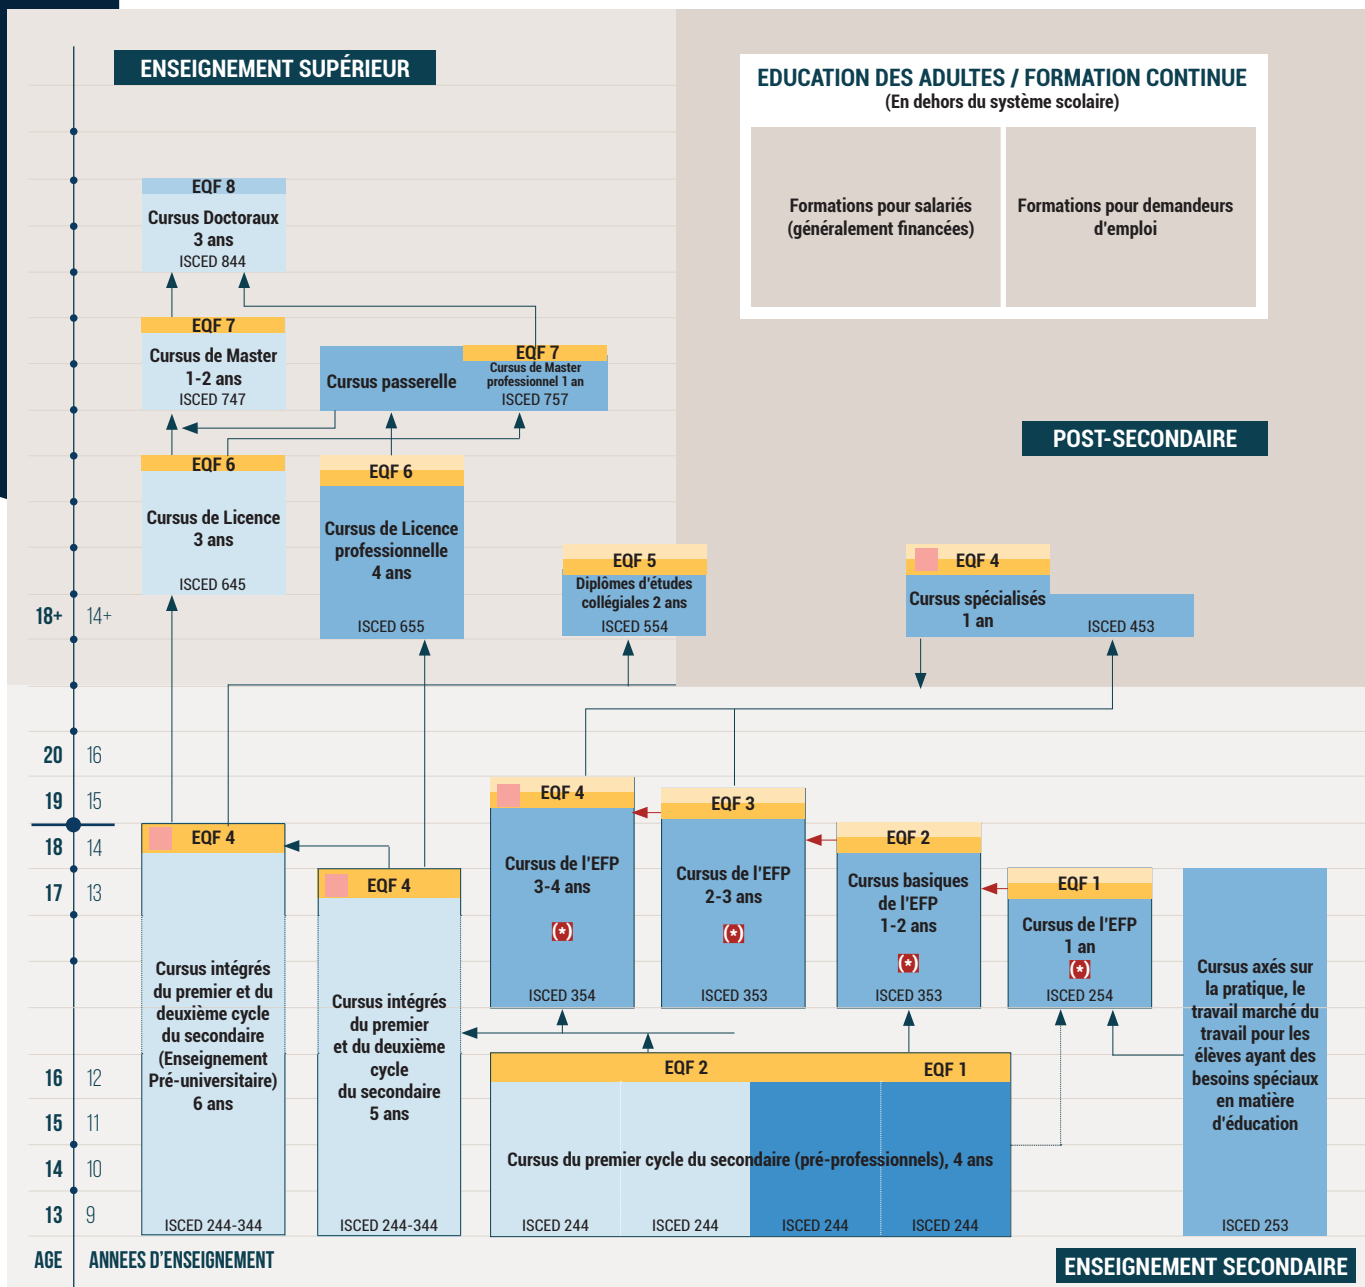 ENSEIGNEMENT SUPÉRIEUR
EDUCATION DES ADULTES / FORMATION CONTINUE
(En dehors du système scolaire)
Formations pour salariés
(généralement financées)
Formations pour demandeurs
d'emploi
EQF 8
Cursus Doctoraux
3 ans
ISCED 844
EQF 7
Cursus de Master
1-2 ans
ISCED 747
Cursus passerelle
EQF 7
Cursus de Master
professionnel 1 an
ISCED 757
POST-SECONDAIRE
EQF 6
Cursus de Licence
3 ans
ISCED 645
EQF 6
Cursus de Licence
professionnelle
4 ans
ISCED 655
EQF 5
Diplômes d'études
collégiales 2 ans
ISCED 554
EQF 4
Cursus spécialisés
1 an
ISCED 453
18+ 14+
20 16
19 15
18 14
17 13
16 12
15 11
14 10
13 9
EQF 4
Cursus intégrés
du premier et du
deuxième cycle
du secondaire
(Enseignement
Pré-universitaire)
6 ans
ISCED 244-344
EQF 4
Cursus intégrés
du premier
et du deuxième
cycle
du secondaire
5 ans
ISCED 244-344
EQF 4
Cursus de l'EFP
3-4 ans
(*)
ISCED 354
EQF 3
Cursus de l'EFP
2-3 ans
(*)
ISCED 353
EQF 2
Cursus basiques
de l'EFP
1-2 ans
(*)
ISCED 353
EQF 1
Cursus de l'EFP
1 an
(*)
ISCED 254
Cursus axés sur
la pratique, le
travail marché du
travail pour les
élèves ayant des
besoins spéciaux
en matière
d'éducation
ISCED 253
EQF 2
EQF 1
Cursus du premier cycle du secondaire (pré-professionnels), 4 ans
ISCED 244
ISCED 244
ISCED 244
ISCED 244
AGE
ANNEES D'ENSEIGNEMENT
ENSEIGNEMENT SECONDAIRE